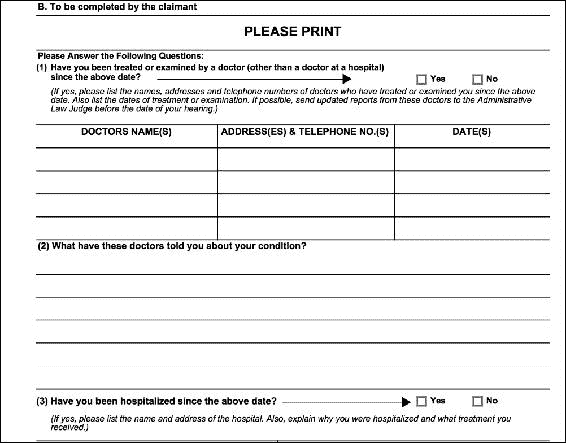 B. To be completed by the claimant
PLEASE PRINT
Please Answer the Following Questions:
(1) Have you been treated or examined by a doctor (other than a doctor at a hospital)
since the above date?
Yes
No
(If yes, please list the names, addresses and telephone numbers of doctors who have treated or examined you since the above
date. Also list the dates of treatment or examination. If possible, send updated reports from these doctors to the Administrative
Law Judge before the date of your hearing.)
DOCTORS NAME(S)
ADDRESS(ES) & TELEPHONE NO.(S)
DATE(S)
(2) What have these doctors told you about your condition?
(3) Have you been hospitalized since the above date?
Yes
No
(If yes, please list the name and address of the hospital. Also, explain why you were hospitalized and what treatment you
received.)